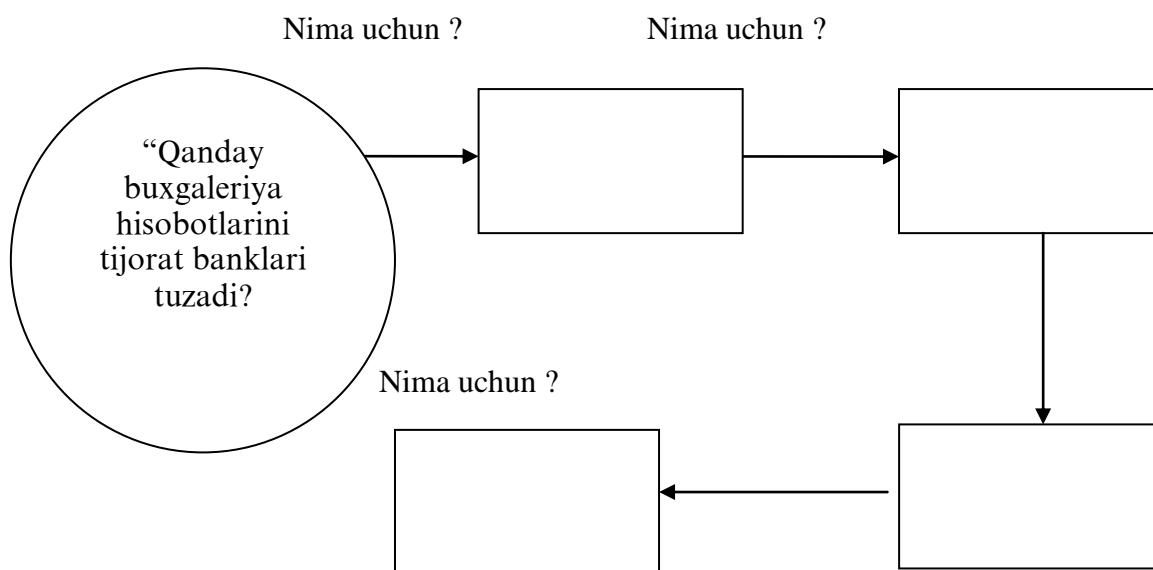 Nima uchun ?
Nima uchun ?
“Qanday
buxgaleriya
hisobotlarini
tijorat banklari
tuzadi?
Nima uchun ?